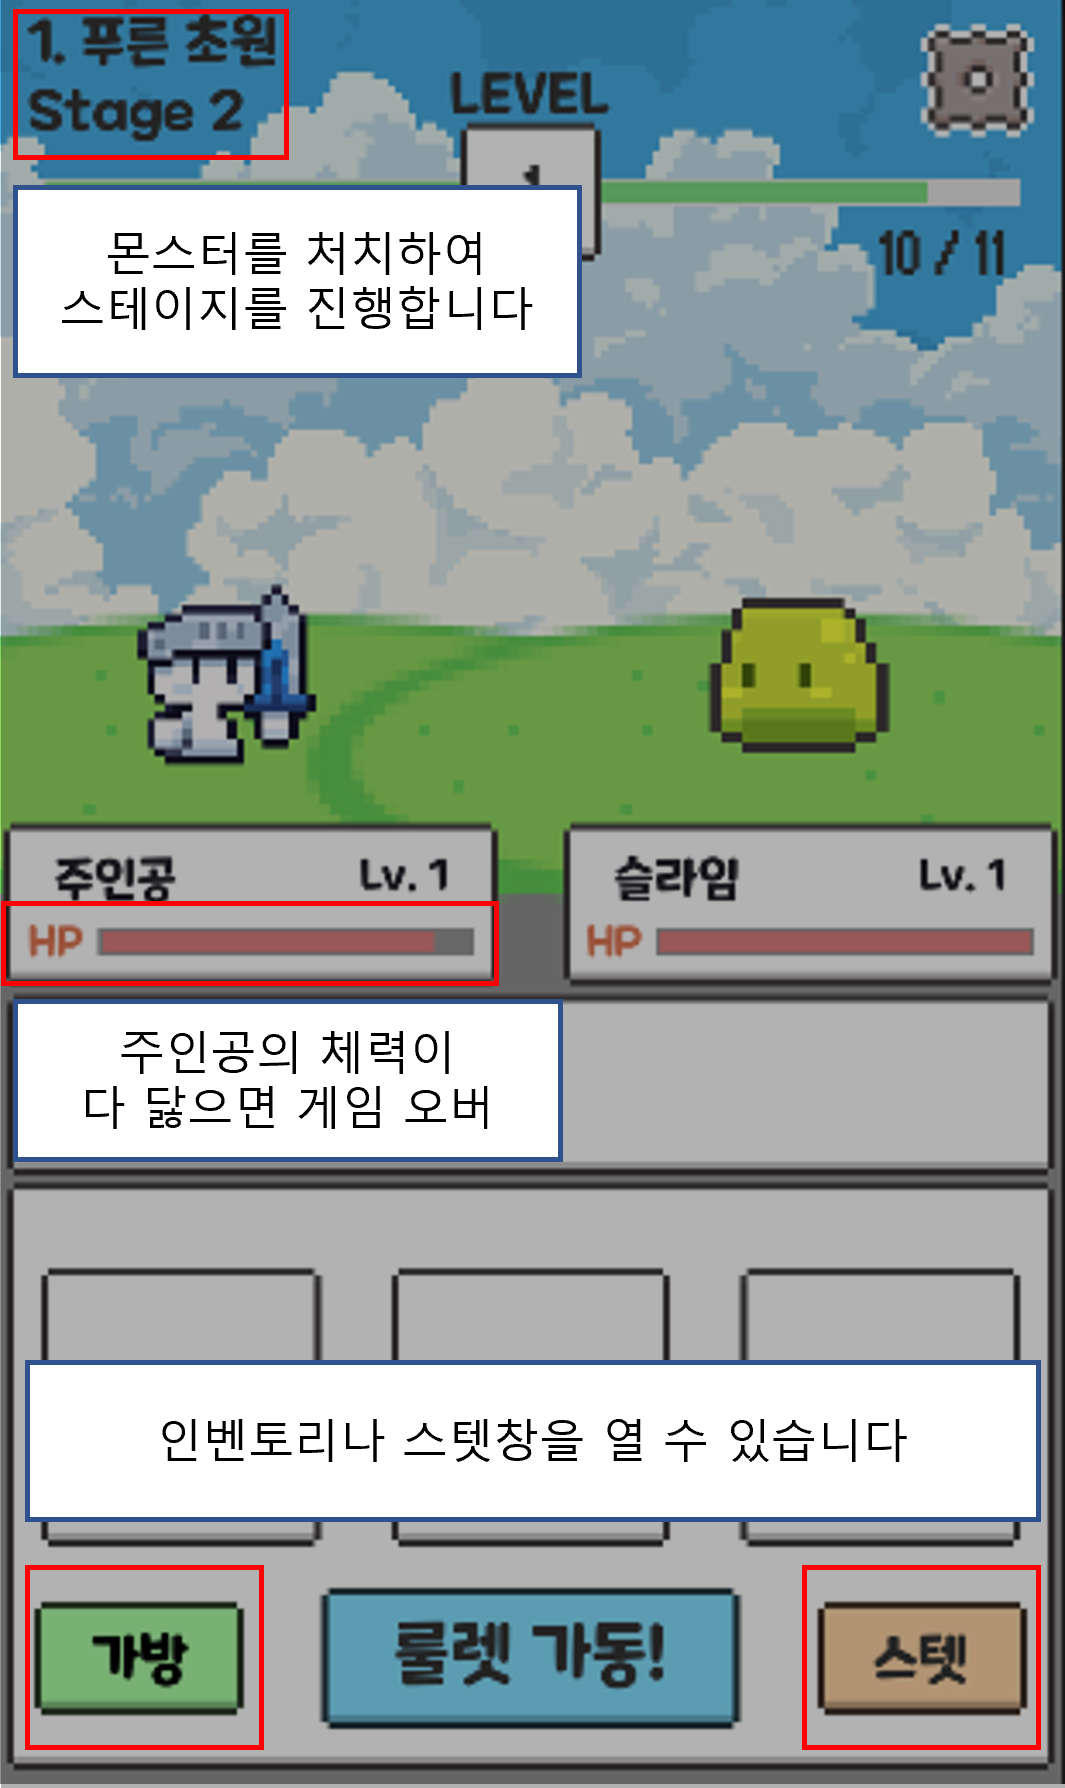 1. 푸른 초원
Stage 2
LEVEL
1
10 / 11
몬스터를 처치하여
스테이지를 진행합니다
주인공 Lv. 1
HP
슬라임 Lv. 1
HP
주인공의 체력이
다 닳으면 게임 오버
인벤토리나 스텟창을 열 수 있습니다
가방
룰렛 가동!
스텟